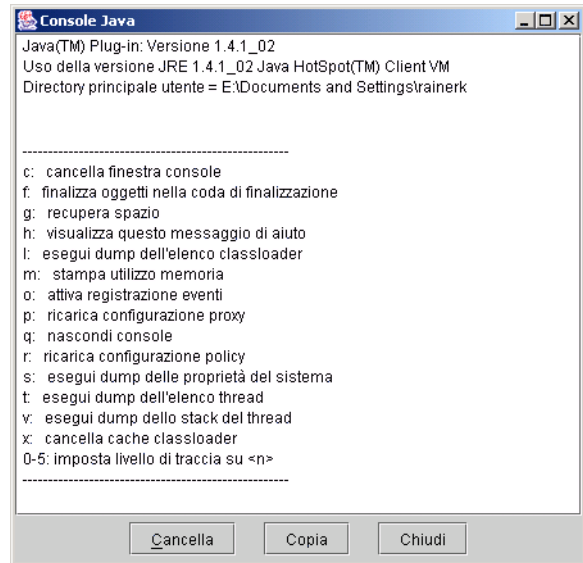 Console Java
Java(TM) Plug-in: Versione 1.4.1_02
Uso della versione JRE 1.4.1_02 Java HotSpot(TM) Client VM
Directory principale utente = E:\Documents and Settings\rainerk
----------------------------------------------------
c: cancella finestra console
f: finalizza oggetti nella coda di finalizzazione
g: recupera spazio
h: visualizza questo messaggio di aiuto
l: esegui dump dell'elenco classloader
m: stampa utilizzo memoria
o: attiva registrazione eventi
p: ricarica configurazione proxy
q: nascondi console
r: ricarica configurazione policy
s: esegui dump delle proprietà del sistema
t: esegui dump dell'elenco thread
v: esegui dump dello stack del thread
x: cancella cache classloader
0-5: imposta livello di traccia su <n>
----------------------------------------------------
Cancella Copia Chiudi